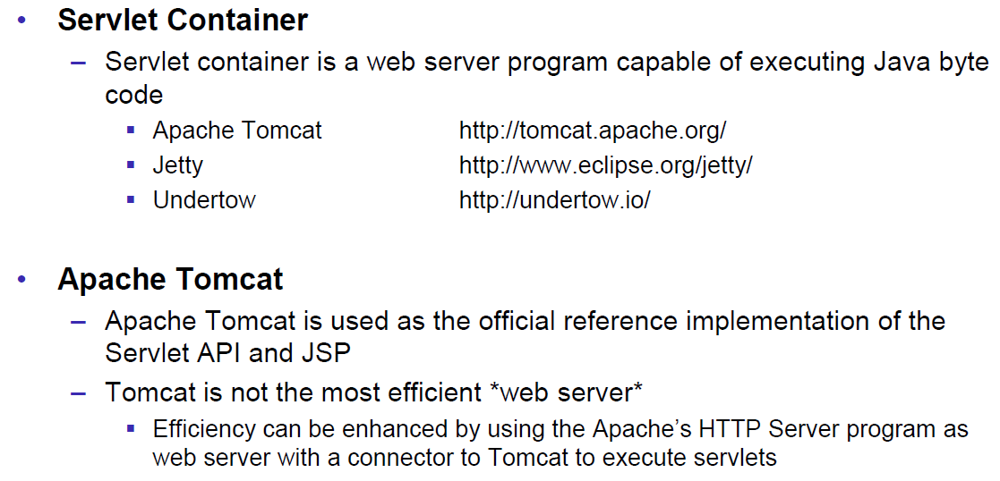 • Servlet Container
– Servlet container is a web server program capable of executing Java byte
code
▪ Apache Tomcat http://tomcat.apache.org/
▪ Jetty http://www.eclipse.org/jetty/
▪ Undertow http://undertow.io/
• Apache Tomcat
– Apache Tomcat is used as the official reference implementation of the
Servlet API and JSP
– Tomcat is not the most efficient *web server*
▪ Efficiency can be enhanced by using the Apache's HTTP Server program as
web server with a connector to Tomcat to execute servlets